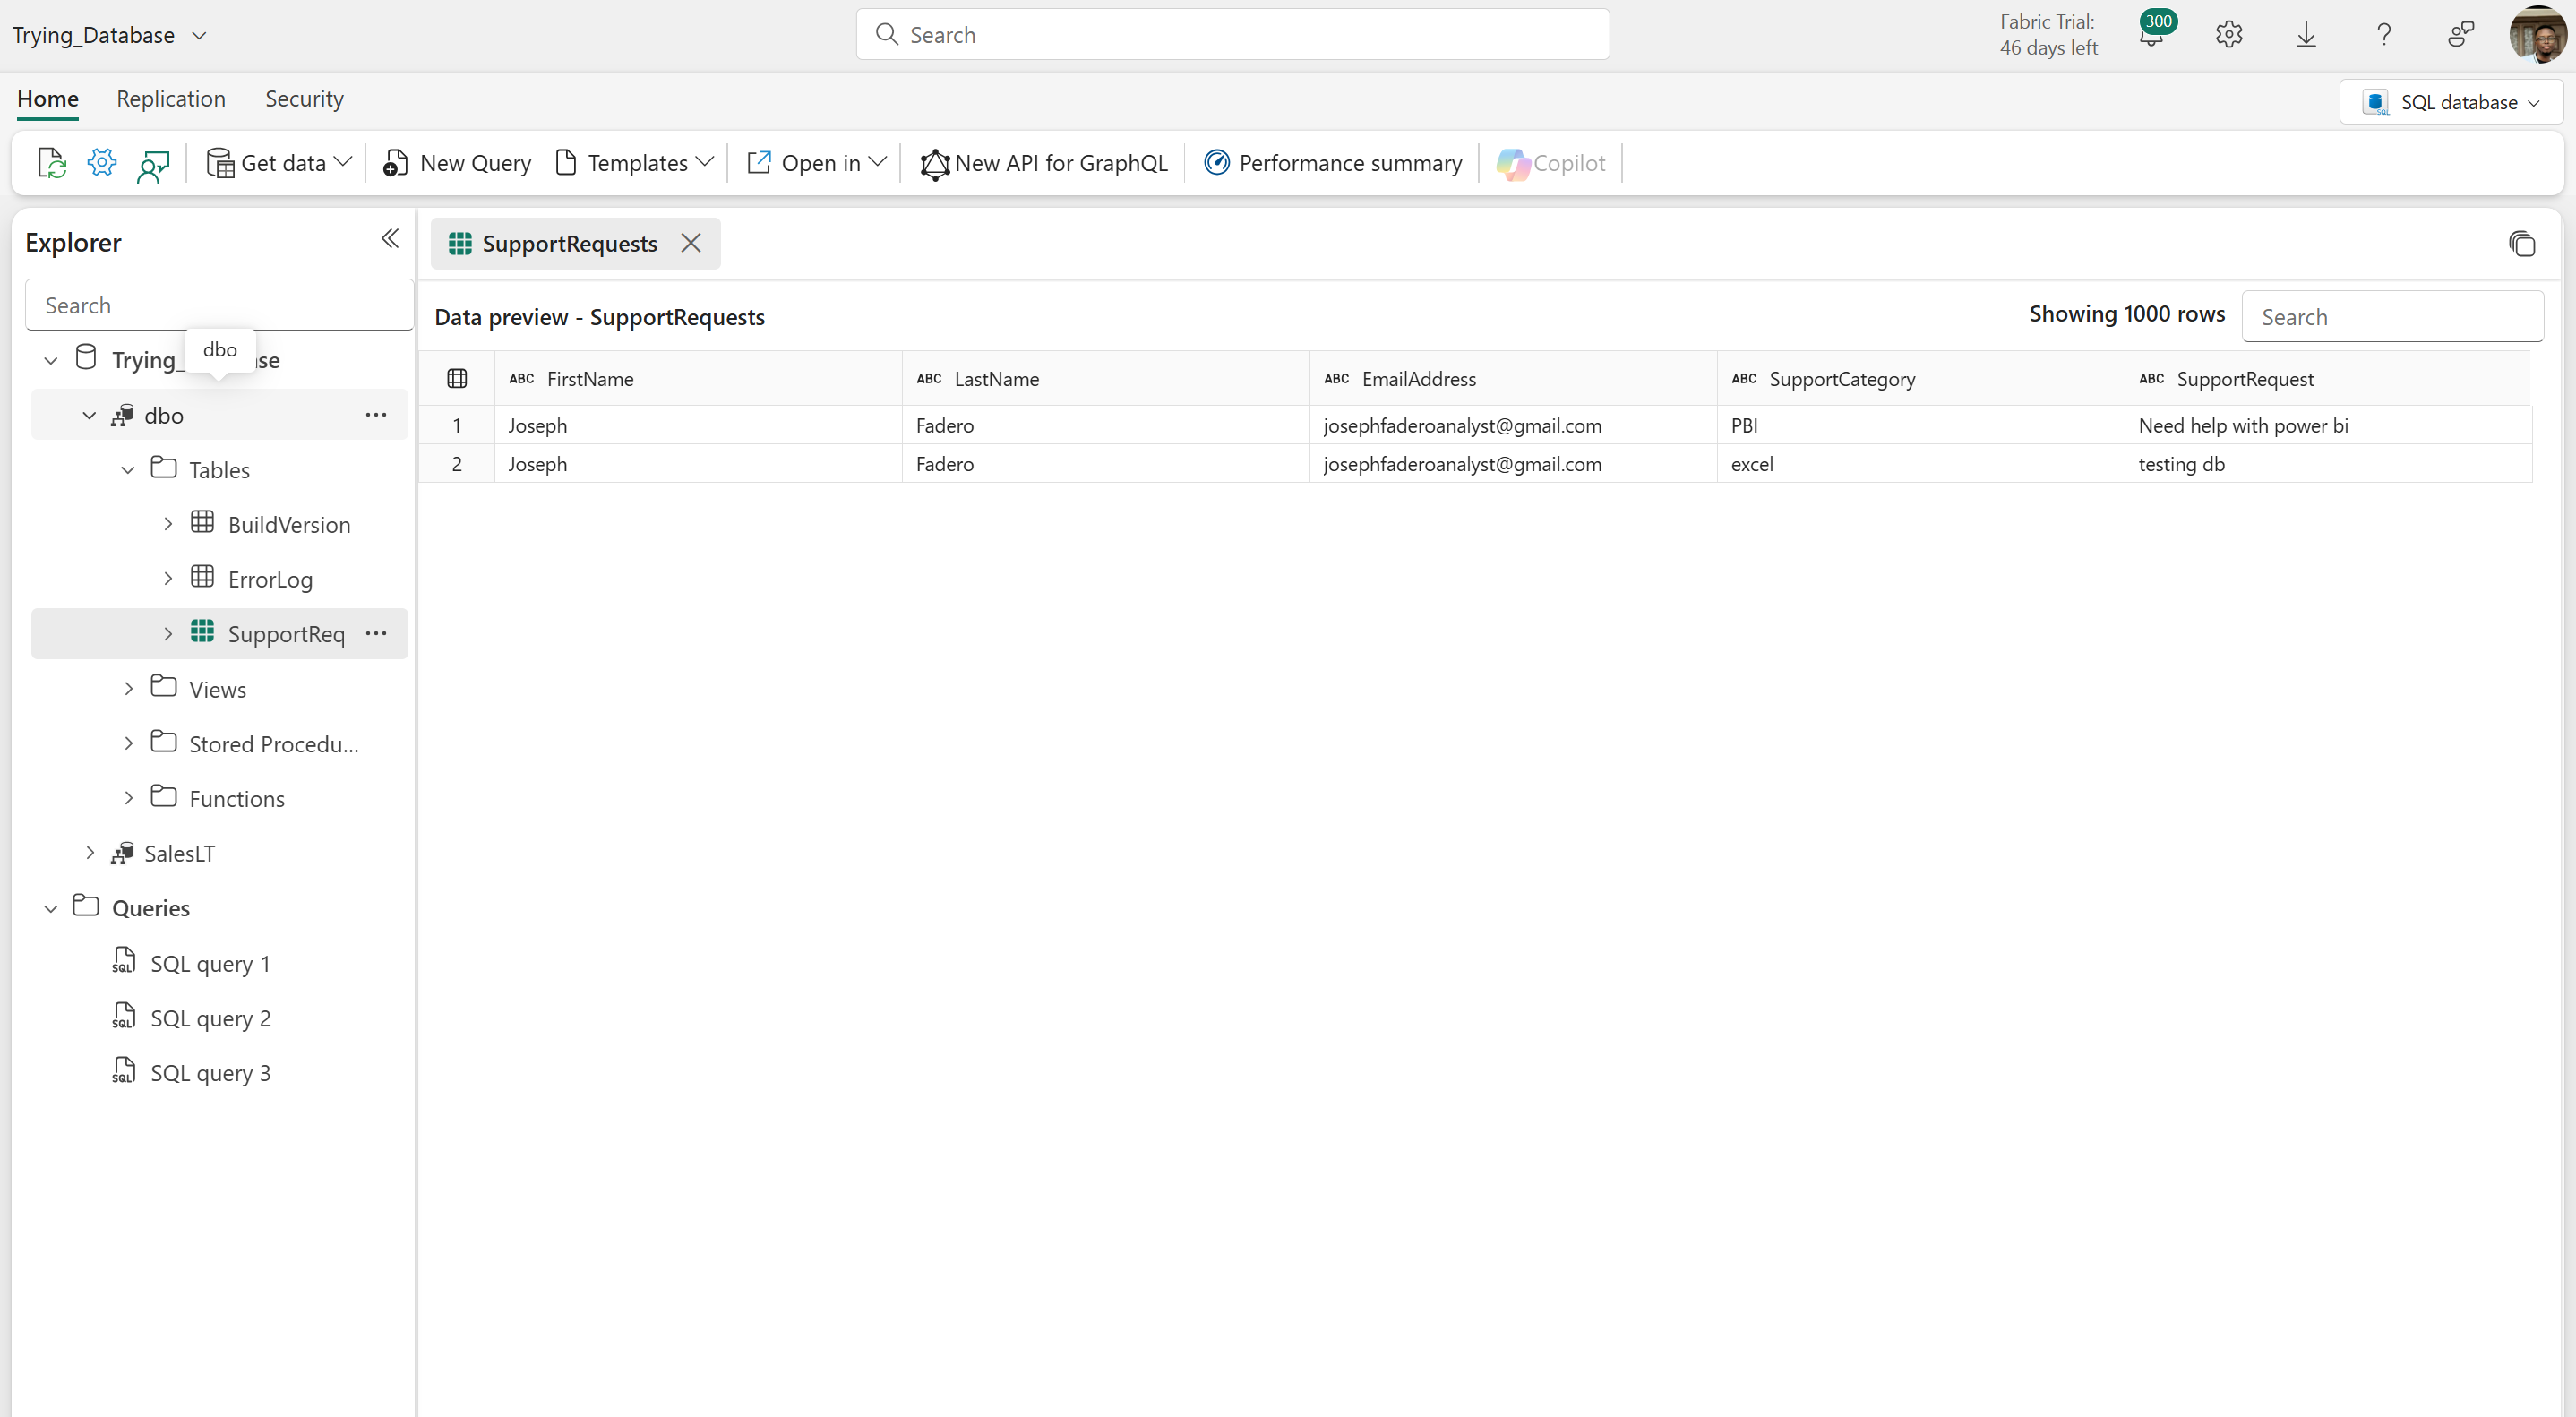 Trying_Database
Search
Fabric Trial:
46 days left
300
Home
Replication
Security
SQL database
Get data
New Query
Templates
Open in
New API for GraphQL
Performance summary
Copilot
Explorer
SupportRequests
Search
Data preview - SupportRequests
Showing 1000 rows
Search
dbo
Trying_ se
dbo
Tables
BuildVersion
ErrorLog
SupportReq
Views
Stored Procedu...
Functions
SalesLT
Queries
SQL query 1
SQL query 2
SQL query 3
ABC FirstName ABC LastName ABC EmailAddress ABC SupportCategory ABC SupportRequest
1 Joseph Fadero josephfaderoanalyst@gmail.com PBI Need help with power bi
2 Joseph Fadero josephfaderoanalyst@gmail.com excel testing db